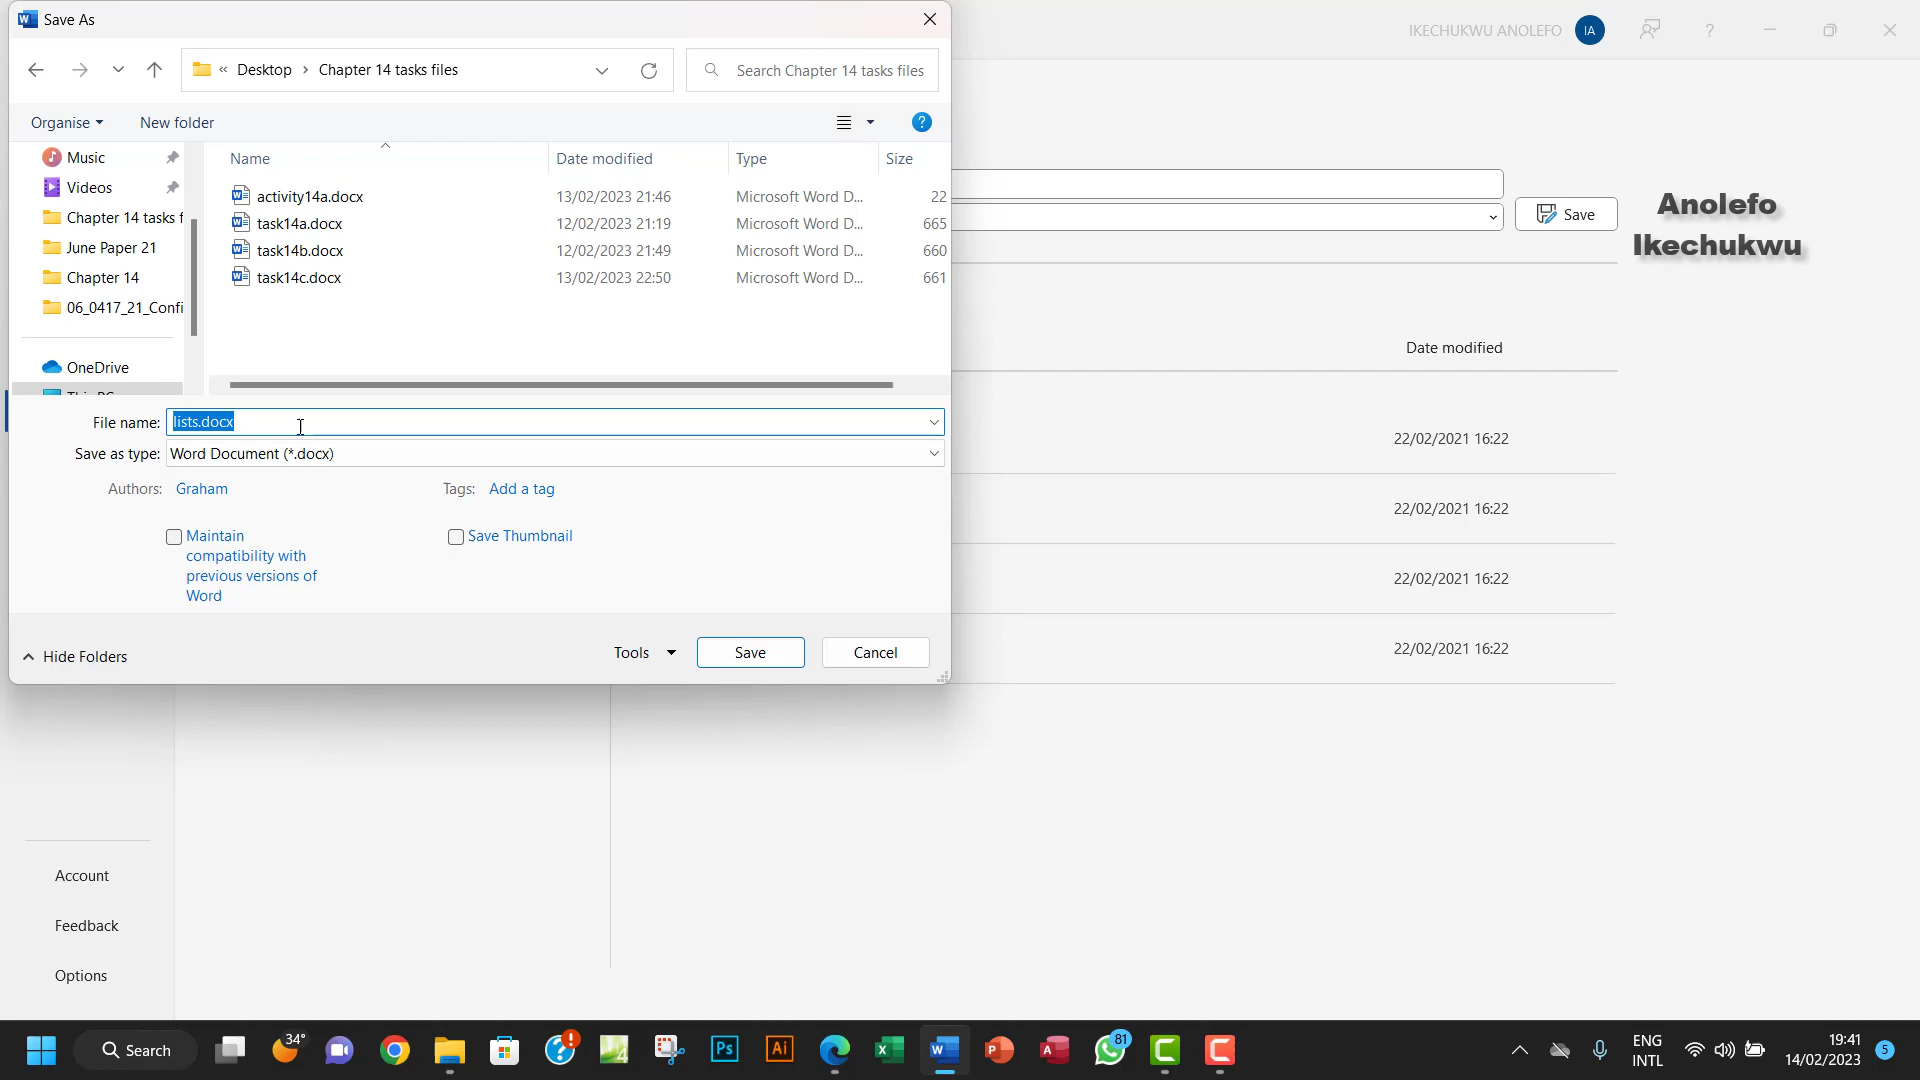 Save As
IKECHUKWU ANOLEFO IA ?
« Desktop › Chapter 14 tasks files
Search Chapter 14 tasks files
Organise New folder ?
Music
Videos
Chapter 14 tasks f
June Paper 21
Chapter 14
06_0417_21_Confi
OneDrive
Name Date modified Type Size
activity14a.docx 13/02/2023 21:46 Microsoft Word D... 22
task14a.docx 12/02/2023 21:19 Microsoft Word D... 665
task14b.docx 12/02/2023 21:49 Microsoft Word D... 660
task14c.docx 13/02/2023 22:50 Microsoft Word D... 661
File name: lists.docx
Save as type: Word Document (*.docx)
Authors: Graham Tags: Add a tag
Maintain
compatibility with
previous versions of
Word
Save Thumbnail
Hide Folders Tools Save Cancel
Save
Anolefo
Ikechukwu
Date modified
22/02/2021 16:22
22/02/2021 16:22
22/02/2021 16:22
22/02/2021 16:22
Account
Feedback
Options
Search
34°
Ps
Ai
81
ENG
INTL
19:41
14/02/2023
5